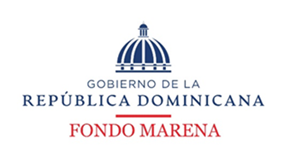 GOBIERNO DE LA
REPÚBLICA DOMINICANA
FONDO MARENA